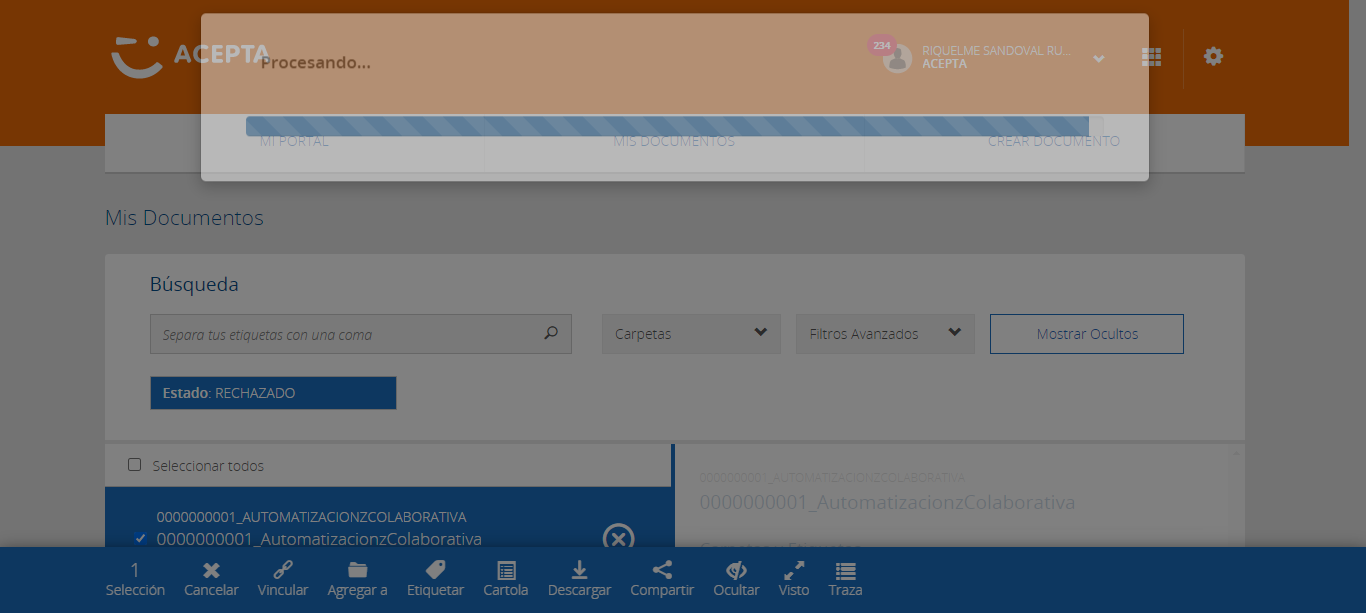 ACEPTA
Procesando...
234
RIQUELME SANDOVAL RU...
ACEPTA
MI PORTAL
MIS DOCUMENTOS
CREAR DOCUMENTO
Mis Documentos
Búsqueda
Separa tus etiquetas con una coma
Carpetas
Filtros Avanzados
Mostrar Ocultos
Estado: RECHAZADO
Seleccionar todos
0000000001_AUTOMATIZACIONZCOLABORATIVA
0000000001_AutomatizacionzColaborativa
0000000001_AUTOMATIZACIONZCOLABORATIVA
0000000001_AutomatizacionzColaborativa
Carpetas y Etiquetas
1
Selección
Cancelar
Vincular
Agregar a
Etiquetar
Cartola
Descargar
Compartir
Ocultar
Visto
Traza